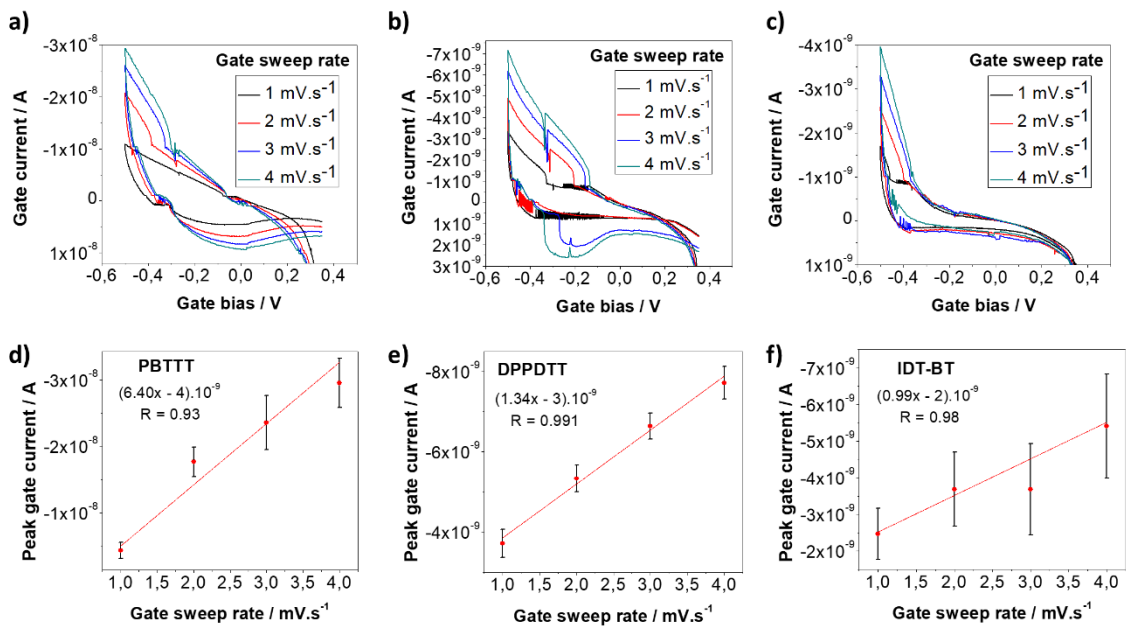 a)
Gate current / A
-3x10⁻⁸
-2x10⁻⁸
-1x10⁻⁸
0
1x10⁻⁸
Gate sweep rate
1 mV.s⁻¹
2 mV.s⁻¹
3 mV.s⁻¹
4 mV.s⁻¹
-0,6 -0,4 -0,2 0,0 0,2 0,4
Gate bias / V
b)
Gate current / A
-7x10⁻⁹
-6x10⁻⁹
-5x10⁻⁹
-4x10⁻⁹
-3x10⁻⁹
-2x10⁻⁹
-1x10⁻⁹
0
1x10⁻⁹
2x10⁻⁹
3x10⁻⁹
Gate sweep rate
1 mV.s⁻¹
2 mV.s⁻¹
3 mV.s⁻¹
4 mV.s⁻¹
-0,6 -0,4 -0,2 0,0 0,2 0,4
Gate bias / V
c)
Gate current / A
-4x10⁻⁹
-3x10⁻⁹
-2x10⁻⁹
-1x10⁻⁹
0
1x10⁻⁹
Gate sweep rate
1 mV.s⁻¹
2 mV.s⁻¹
3 mV.s⁻¹
4 mV.s⁻¹
-0,6 -0,4 -0,2 0,0 0,2 0,4
Gate bias / V
d)
Peak gate current / A
-3x10⁻⁸
-2x10⁻⁸
-1x10⁻⁸
PBTTT
(6.40x - 4).10⁻⁹
R = 0.93
1,0 1,5 2,0 2,5 3,0 3,5 4,0
Gate sweep rate / mV.s⁻¹
e)
Peak gate current / A
-8x10⁻⁹
-6x10⁻⁹
-4x10⁻⁹
DPPDTT
(1.34x - 3).10⁻⁹
R = 0.991
1,0 1,5 2,0 2,5 3,0 3,5 4,0
Gate sweep rate / mV.s⁻¹
f)
Peak gate current / A
-7x10⁻⁹
-6x10⁻⁹
-5x10⁻⁹
-4x10⁻⁹
-3x10⁻⁹
-2x10⁻⁹
IDT-BT
(0.99x - 2).10⁻⁹
R = 0.98
1,0 1,5 2,0 2,5 3,0 3,5 4,0
Gate sweep rate / mV.s⁻¹